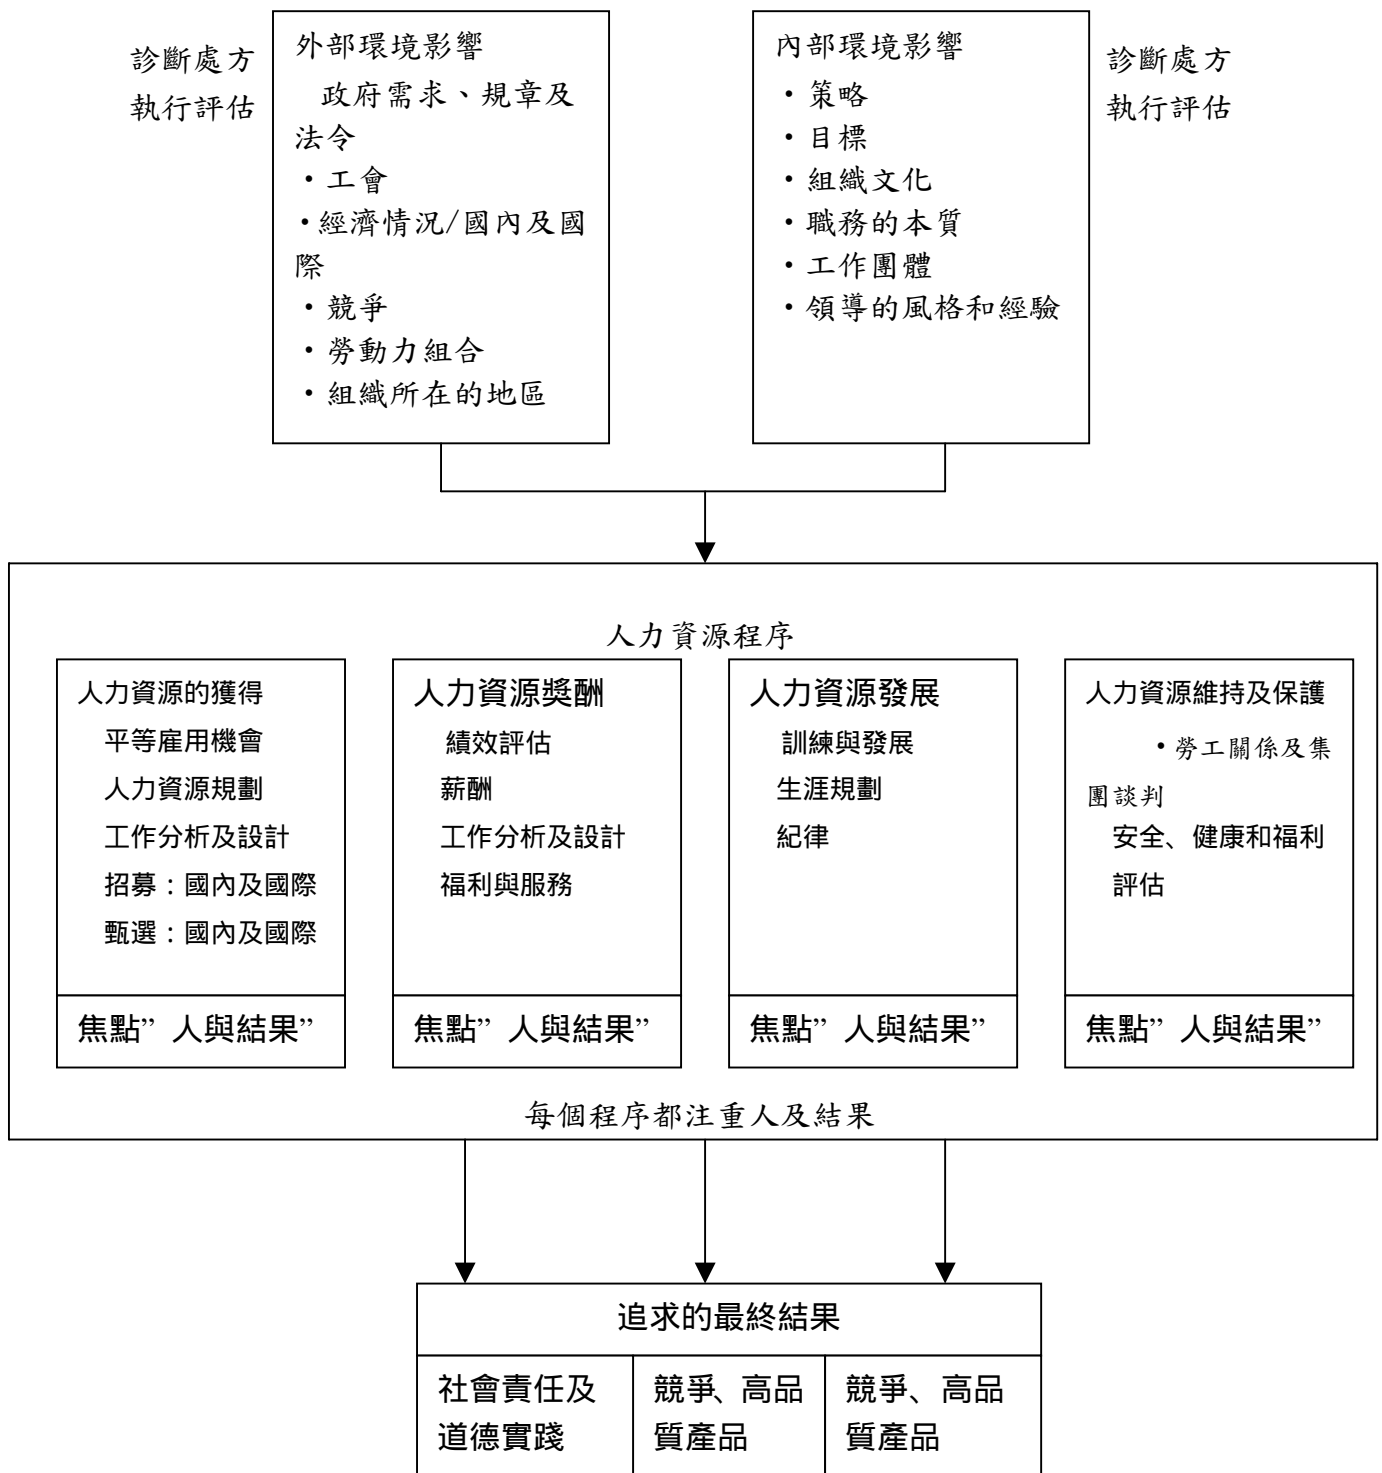 診斷處方
執行評估
外部環境影響
政府需求、規章及
法令
・工會
・經濟情況/國內及國
際
・競爭
・勞動力組合
・組織所在的地區
內部環境影響
・策略
・目標
・組織文化
・職務的本質
・工作團體
・領導的風格和經驗
診斷處方
執行評估
人力資源程序
人力資源的獲得
平等雇用機會
人力資源規劃
工作分析及設計
招募：國內及國際
甄選：國內及國際
焦點” 人與結果”
人力資源獎酬
績效評估
薪酬
工作分析及設計
福利與服務
焦點” 人與結果”
人力資源發展
訓練與發展
生涯規劃
紀律
焦點” 人與結果”
人力資源維持及保護
・勞工關係及集
團談判
安全、健康和福利
評估
焦點” 人與結果”
每個程序都注重人及結果
追求的最終結果
社會責任及
道德實踐
競爭、高品
質產品
競爭、高品
質產品